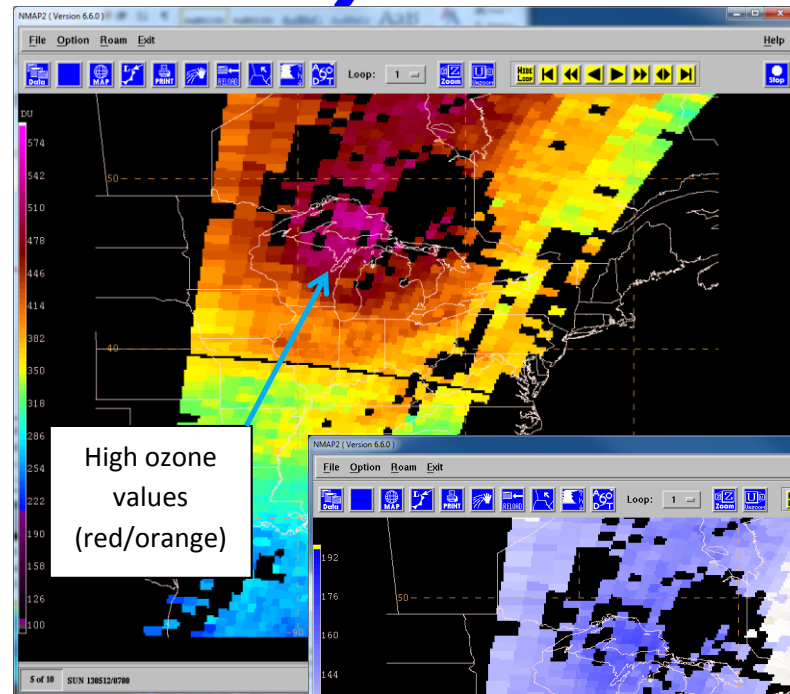 NMAP2 ( Version 6.6.0 )
File Option Roam Exit Help
Data MAP PRINT RELOAD Loop: 1 Zoom UNZOOM HIDE LOOP Stop
DU
574
542
510
478
446
414
382
350
318
286
254
222
190
158
126
100
50
40
-90
High ozone
values
(red/orange)
5 of 10 SUN 130512/0700
NMAP2 ( Version 6.6.0 )
File Option Roam Exit
Data MAP PRINT RELOAD Loop: 1 Zoom UNZOOM
192
176
160
144
50